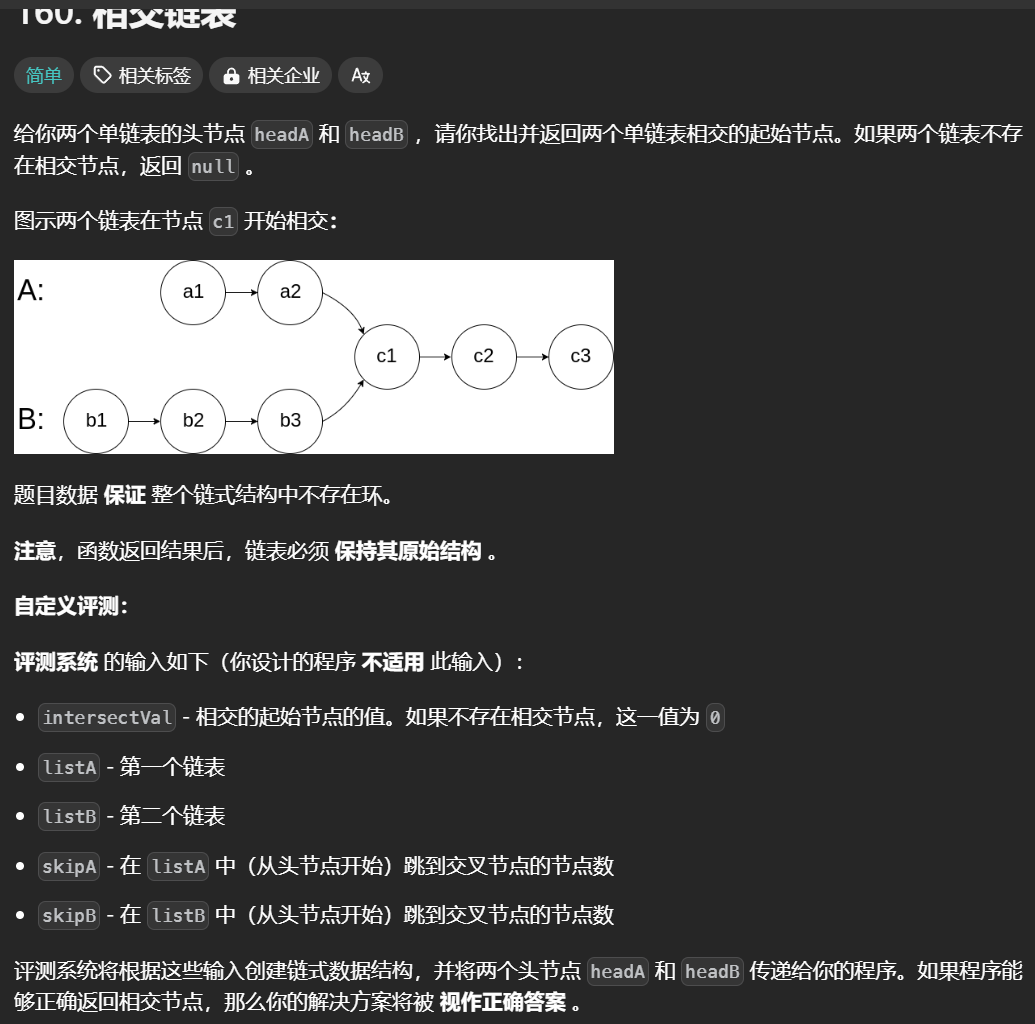 160. 相交链表
简单 相关标签 相关企业 Aあ
给你两个单链表的头节点 headA 和 headB ，请你找出并返回两个单链表相交的起始节点。如果两个链表不存
在相交节点，返回 null 。
图示两个链表在节点 c1 开始相交：
A: a1 a2
c1 c2 c3
B: b1 b2 b3
题目数据 保证 整个链式结构中不存在环。
注意，函数返回结果后，链表必须 保持其原始结构 。
自定义评测：
评测系统 的输入如下（你设计的程序 不适用 此输入）：
intersectVal - 相交的起始节点的值。如果不存在相交节点，这一值为 0
listA - 第一个链表
listB - 第二个链表
skipA - 在 listA 中（从头节点开始）跳到交叉节点的节点数
skipB - 在 listB 中（从头节点开始）跳到交叉节点的节点数
评测系统将根据这些输入创建链式数据结构，并将两个头节点 headA 和 headB 传递给你的程序。如果程序能
够正确返回相交节点，那么你的解决方案将被 视作正确答案 。